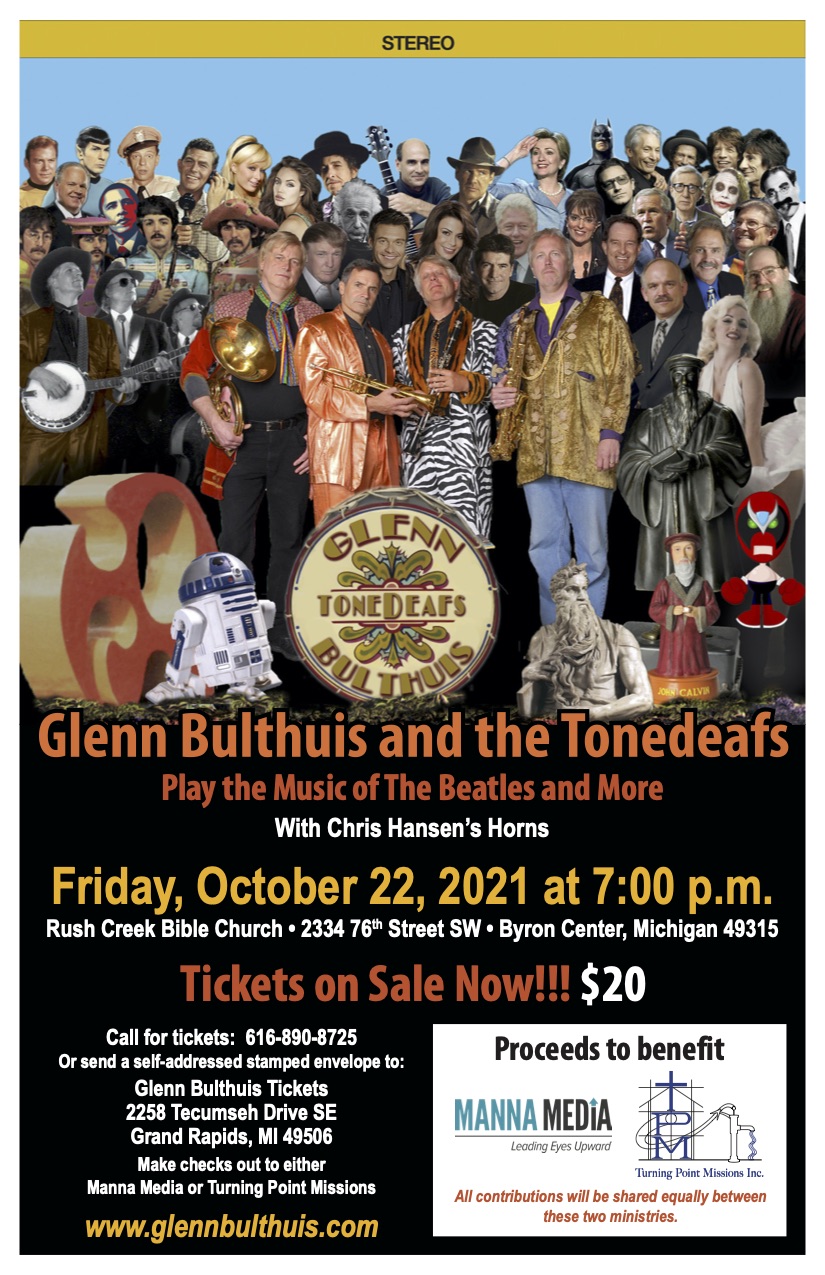 STEREO
GLENN
TONEDEAFS
BULTHUIS
JOHN CALVIN
Glenn Bulthuis and the Tonedeafs
Play the Music of The Beatles and More
With Chris Hansen's Horns
Friday, October 22, 2021 at 7:00 p.m.
Rush Creek Bible Church • 2334 76th Street SW • Byron Center, Michigan 49315
Tickets on Sale Now!!! $20
Call for tickets: 616-890-8725
Or send a self-addressed stamped envelope to:
Glenn Bulthuis Tickets
2258 Tecumseh Drive SE
Grand Rapids, MI 49506
Make checks out to either
Manna Media or Turning Point Missions
www.glennbulthuis.com
Proceeds to benefit
MANNA MEDIA
Leading Eyes Upward
TPM
Turning Point Missions Inc.
All contributions will be shared equally between
these two ministries.